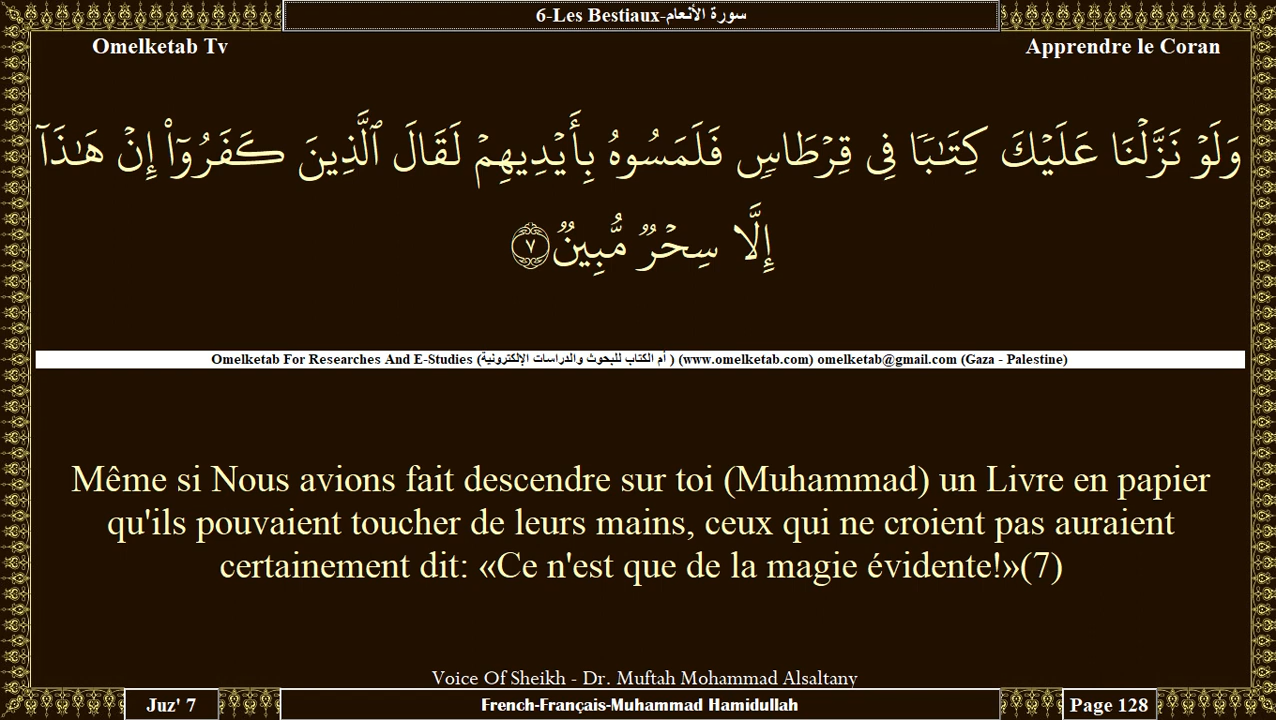 6-Les Bestiaux-سورة الأنعام
Omelketab Tv
Apprendre le Coran
وَلَوۡ نَزَّلۡنَا عَلَيۡكَ كِتَٰبٗا فِي قِرۡطَاسٖ فَلَمَسُوهُ بِأَيۡدِيهِمۡ لَقَالَ ٱلَّذِينَ كَفَرُوٓاْ إِنۡ هَٰذَآ
إِلَّا سِحۡرٞ مُّبِينٞ ٧
Omelketab For Researches And E-Studies (أم الكتاب للبحوث والدراسات الإلكترونية ) (www.omelketab.com) omelketab@gmail.com (Gaza - Palestine)
Même si Nous avions fait descendre sur toi (Muhammad) un Livre en papier
qu'ils pouvaient toucher de leurs mains, ceux qui ne croient pas auraient
certainement dit: «Ce n'est que de la magie évidente!»(7)
Voice Of Sheikh - Dr. Muftah Mohammad Alsaltany
Juz' 7
French-Français-Muhammad Hamidullah
Page 128